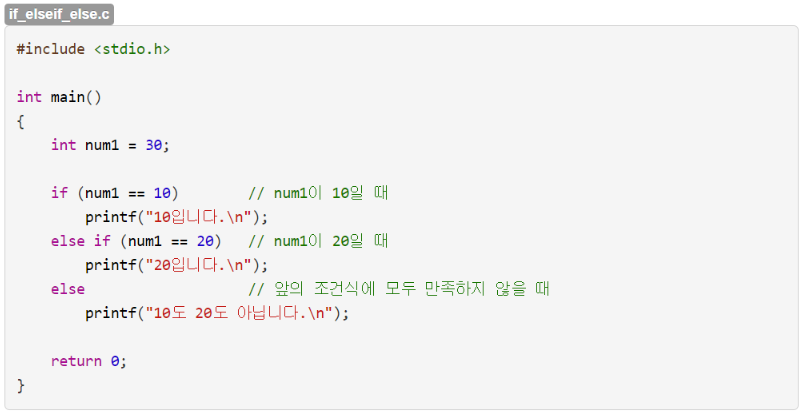 if_elseif_else.c
#include <stdio.h>
int main()
{
    int num1 = 30;
    if (num1 == 10)        // num1이 10일 때
        printf("10입니다.\n");
    else if (num1 == 20)   // num1이 20일 때
        printf("20입니다.\n");
    else                   // 앞의 조건식에 모두 만족하지 않을 때
        printf("10도 20도 아닙니다.\n");
    return 0;
}